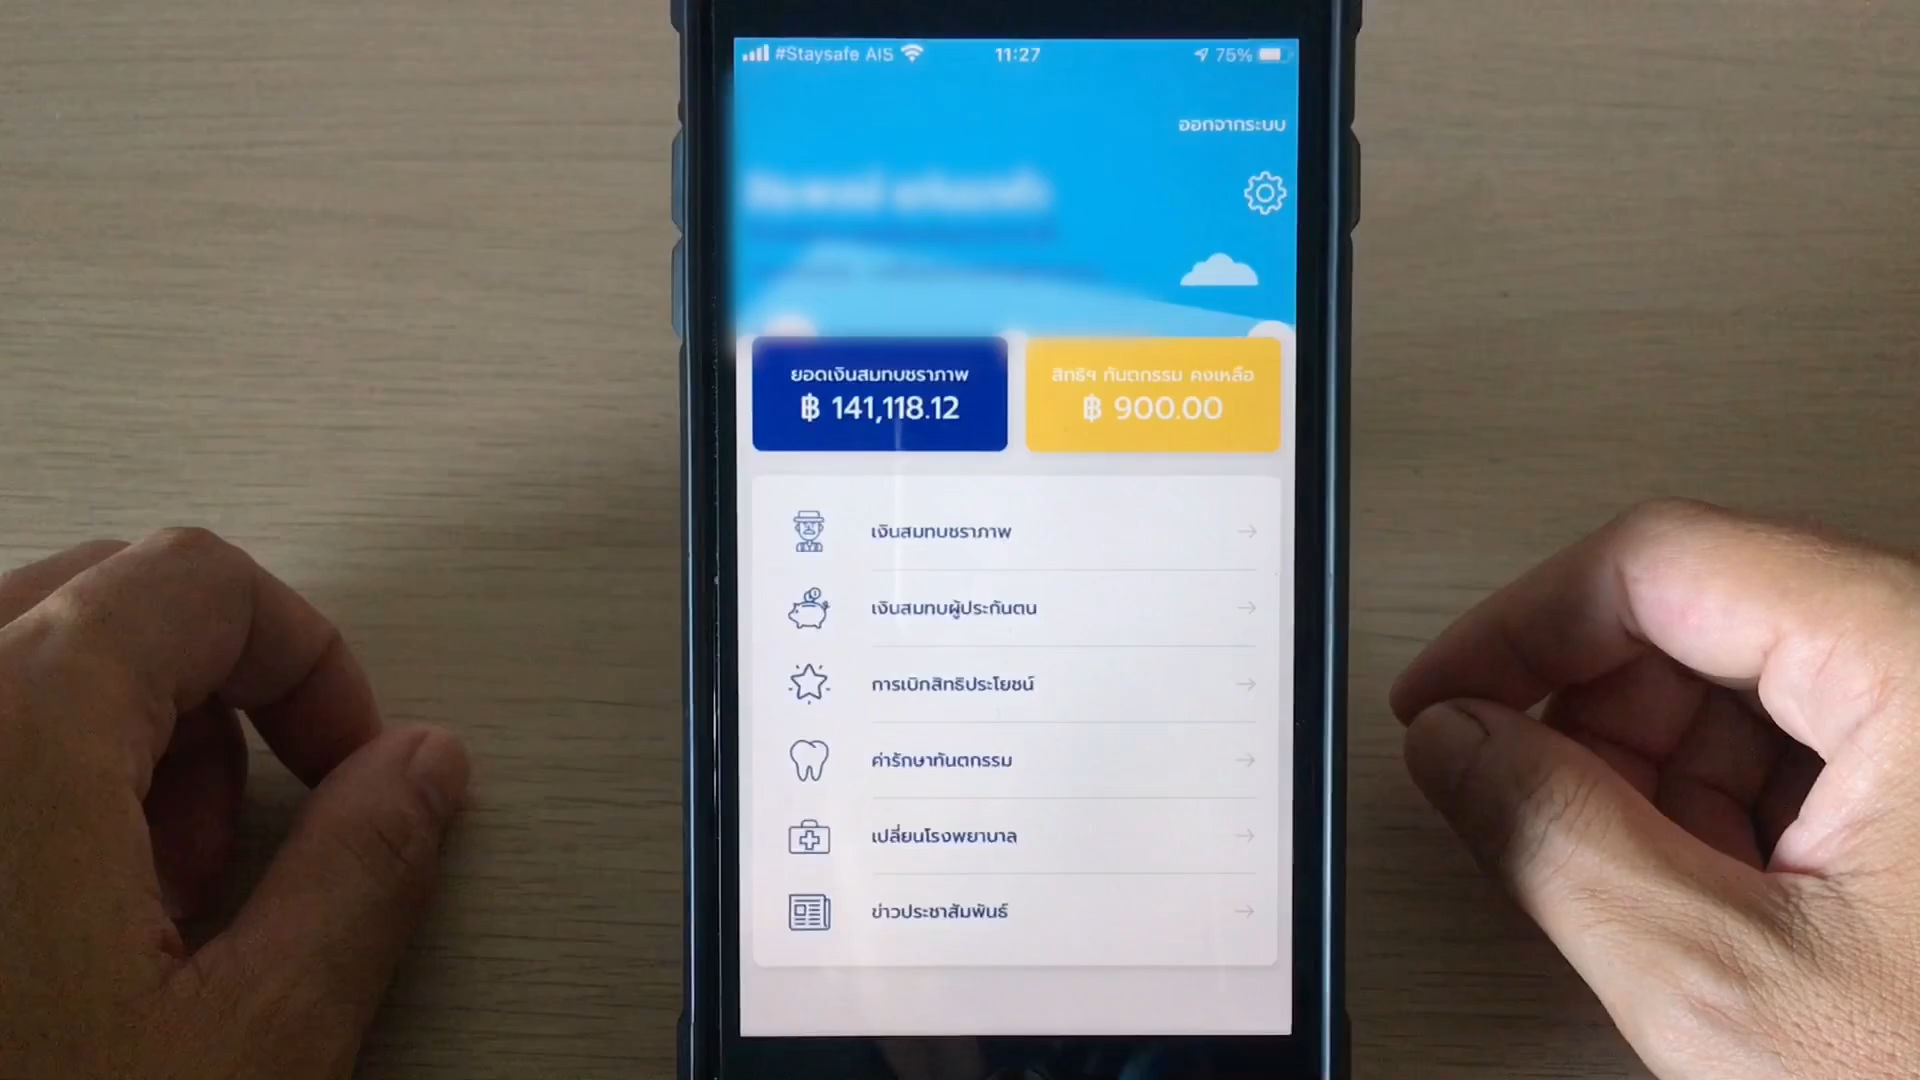 #Staysafe AIS
11:27
75%
ออกจากระบบ
ยอดเงินสมทบชราภาพ
฿ 141,118.12
สิทธิฯ ทันตกรรม คงเหลือ
฿ 900.00
เงินสมทบชราภาพ
เงินสมทบผู้ประกันตน
การเบิกสิทธิประโยชน์
ค่ารักษาทันตกรรม
เปลี่ยนโรงพยาบาล
ข่าวประชาสัมพันธ์